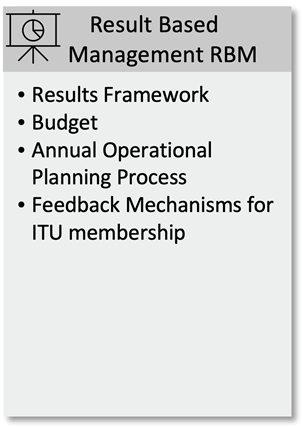 Result Based
Management RBM
• Results Framework
• Budget
• Annual Operational
Planning Process
• Feedback Mechanisms for
ITU membership